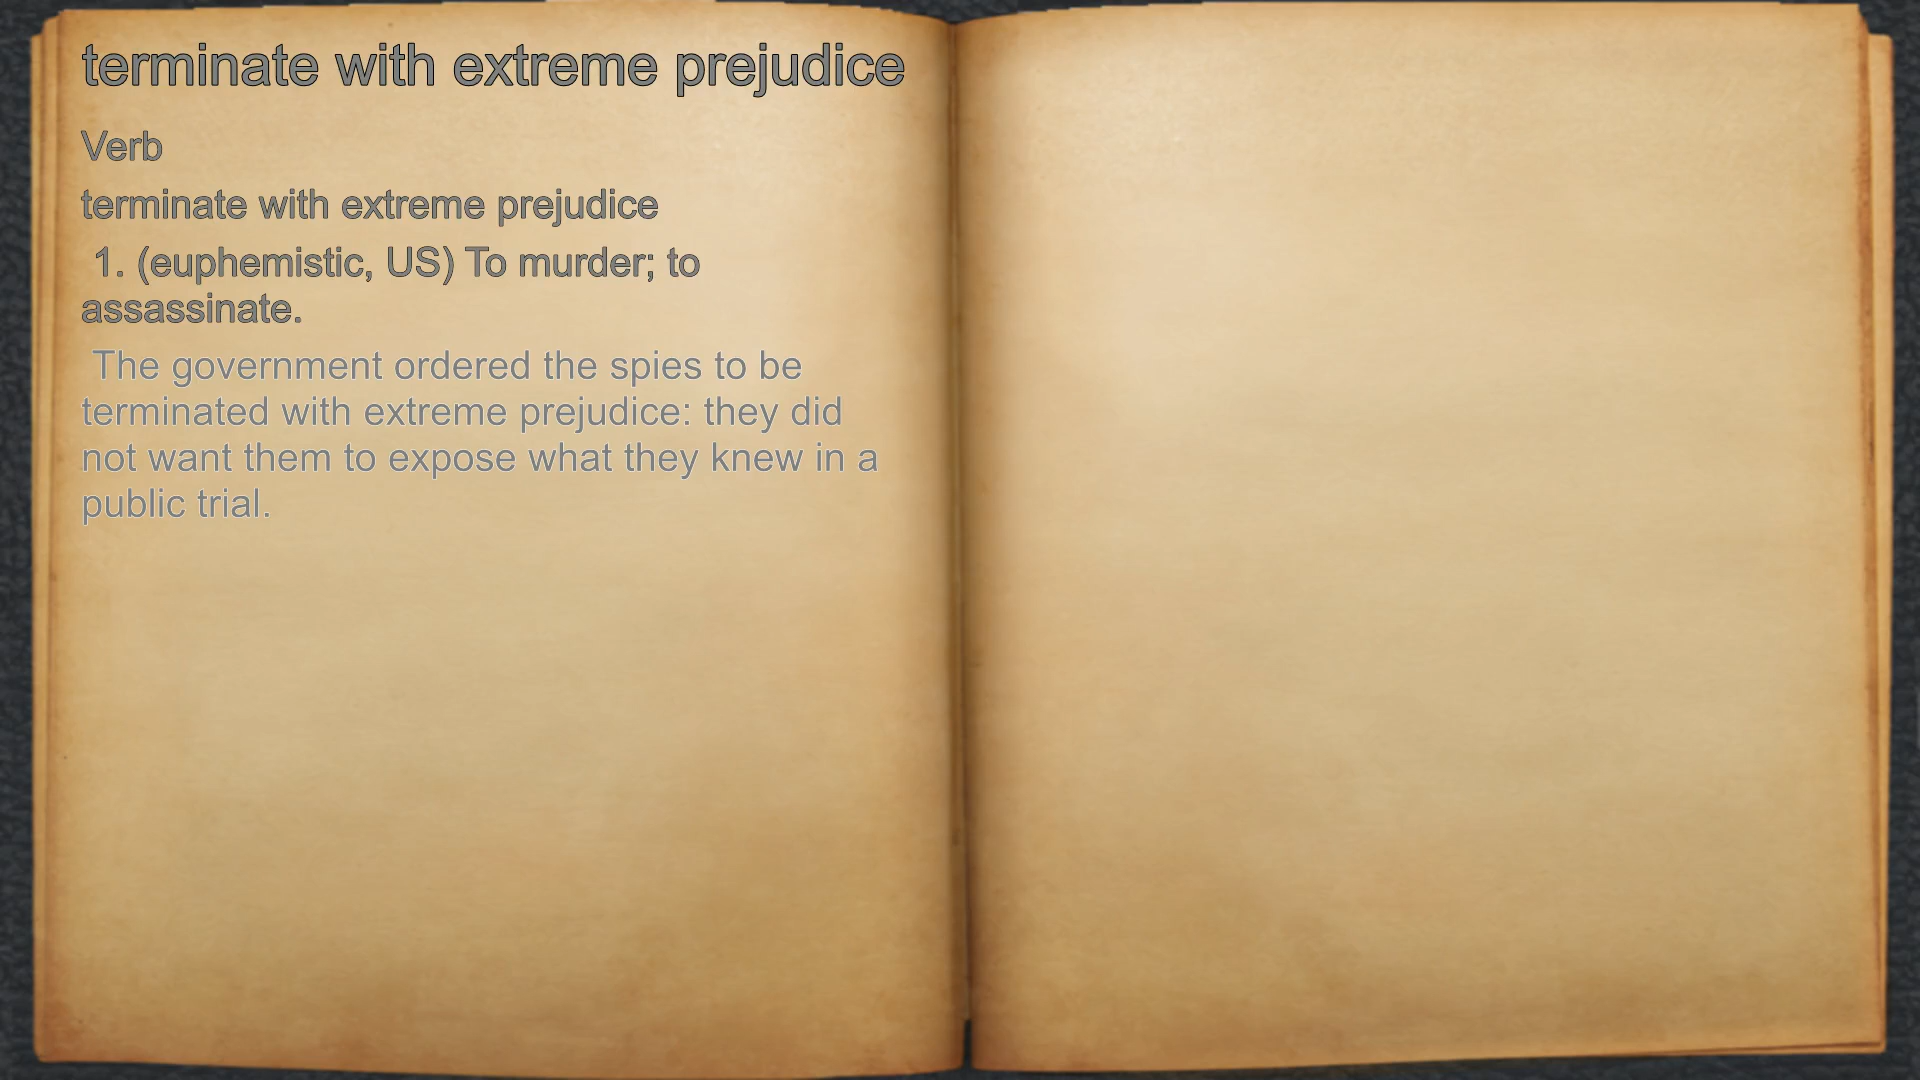 terminate with extreme prejudice
Verb
terminate with extreme prejudice
1. (euphemistic, US) To murder; to
assassinate.
The government ordered the spies to be
terminated with extreme prejudice: they did
not want them to expose what they knew in a
public trial.